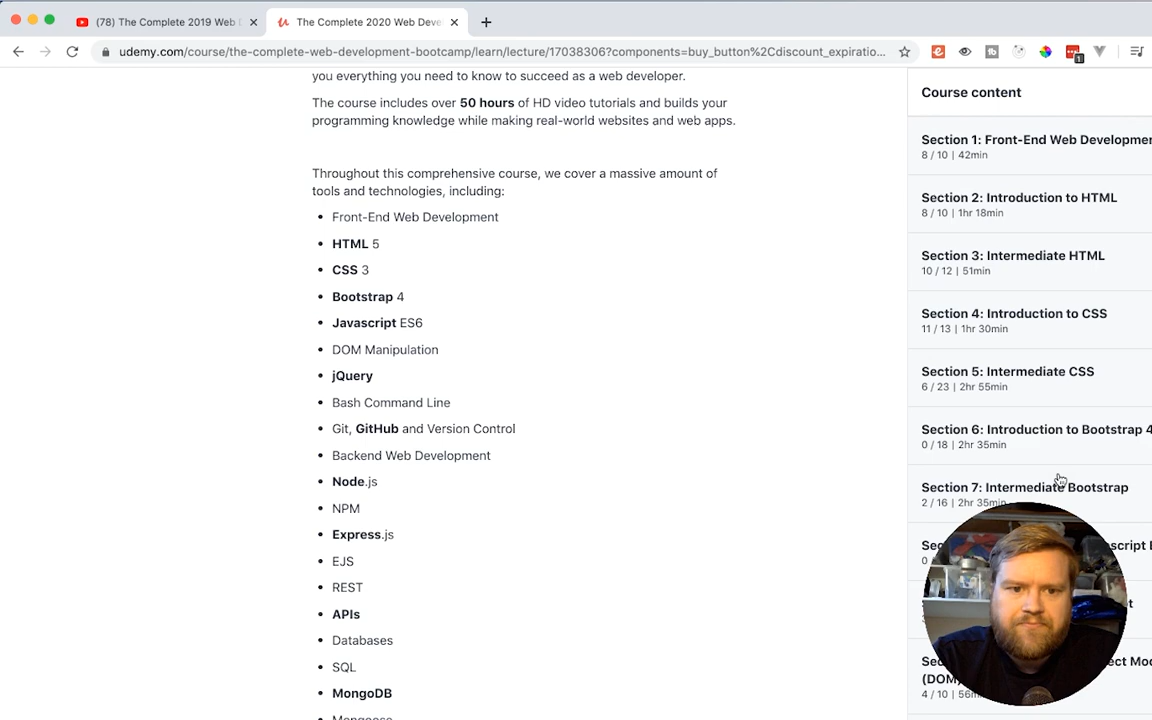 (78) The Complete 2019 Web D
The Complete 2020 Web Deve
udemy.com/course/the-complete-web-development-bootcamp/learn/lecture/17038306?components=buy_button%2Cdiscount_expiratio...
1
you everything you need to know to succeed as a web developer.
The course includes over 50 hours of HD video tutorials and builds your
programming knowledge while making real-world websites and web apps.
Throughout this comprehensive course, we cover a massive amount of
tools and technologies, including:
• Front-End Web Development
• HTML 5
• CSS 3
• Bootstrap 4
• Javascript ES6
• DOM Manipulation
• jQuery
• Bash Command Line
• Git, GitHub and Version Control
• Backend Web Development
• Node.js
• NPM
• Express.js
• EJS
• REST
• APIs
• Databases
• SQL
• MongoDB
• Mongoose
Course content
Section 1: Front-End Web Developmen
8 / 10 | 42min
Section 2: Introduction to HTML
8 / 10 | 1hr 18min
Section 3: Intermediate HTML
10 / 12 | 51min
Section 4: Introduction to CSS
11 / 13 | 1hr 30min
Section 5: Intermediate CSS
6 / 23 | 2hr 55min
Section 6: Introduction to Bootstrap 4
0 / 18 | 2hr 35min
Section 7: Intermediate Bootstrap
2 / 16 | 2hr 35min
Sec
(DOM)
4 / 10 | 56m